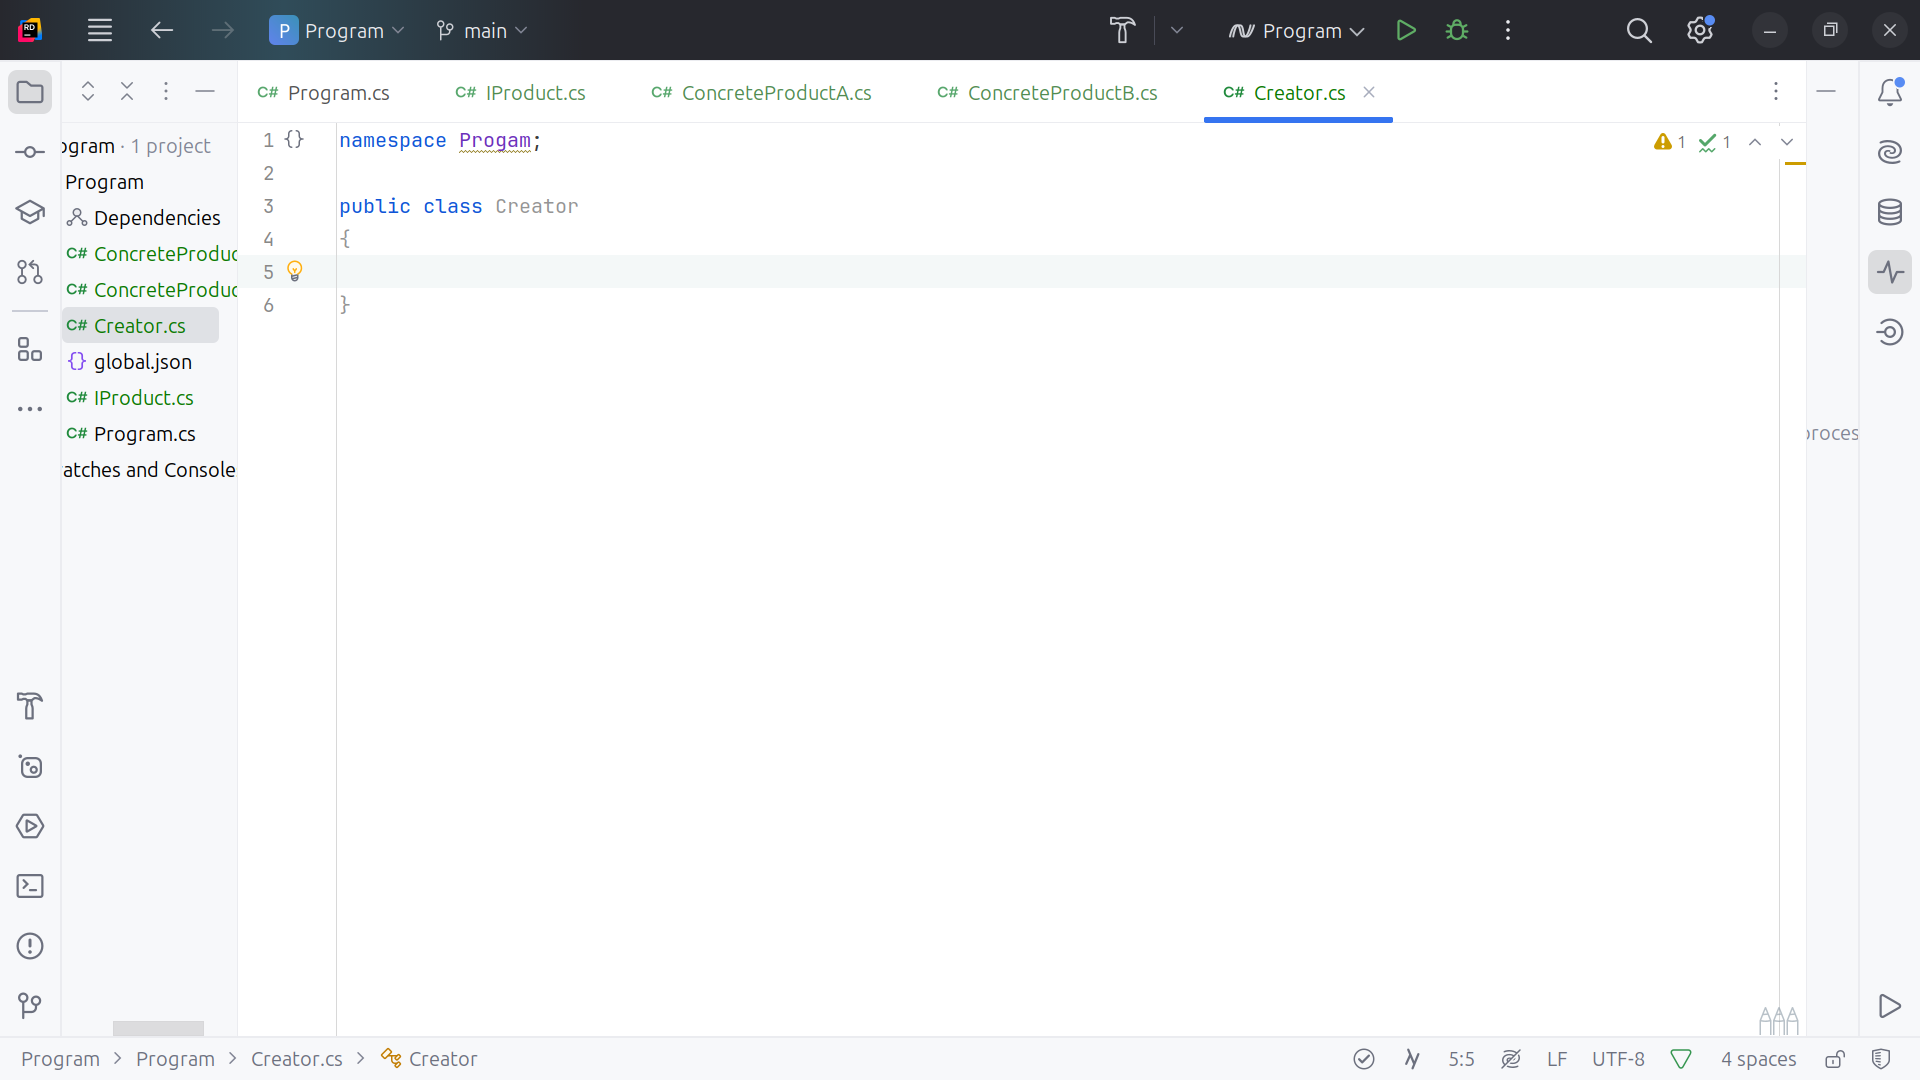 Program main Program
Program.cs IProduct.cs ConcreteProductA.cs ConcreteProductB.cs Creator.cs
ogram · 1 project
Program
Dependencies
C# ConcreteProduc
C# ConcreteProduc
C# Creator.cs
{} global.json
C# IProduct.cs
C# Program.cs
atches and Console
1 {} namespace Progam;
2
3 public class Creator
4 {
5
6 }
1 1
proces
Program > Program > Creator.cs > Creator
5:5 LF UTF-8 4 spaces